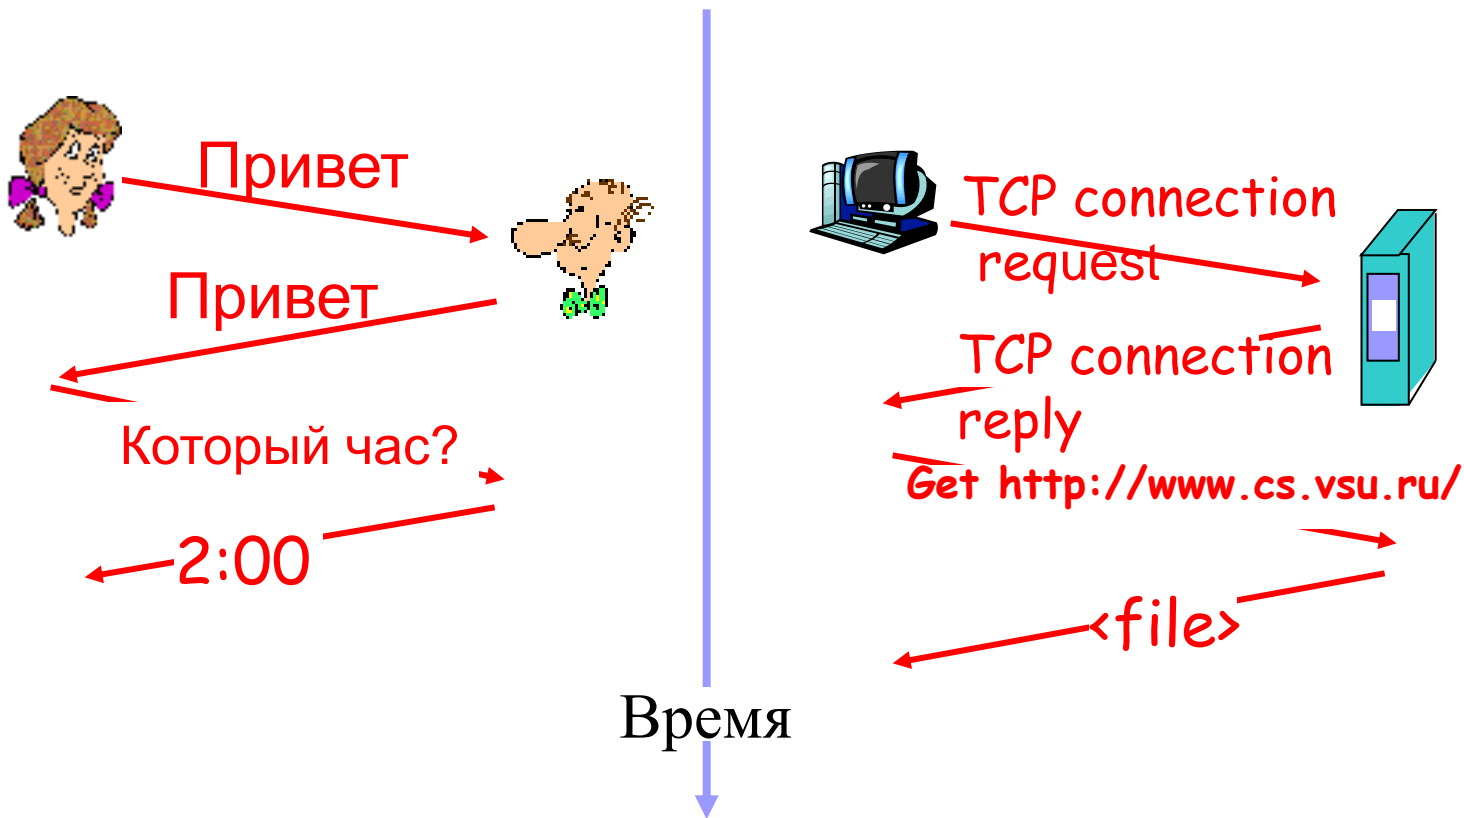 Привет
Привет
Который час?
2:00
TCP connection
request
TCP connection
reply
Get http://www.cs.vsu.ru/
<file>
Время